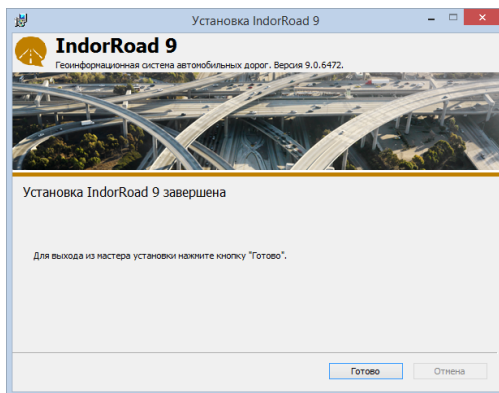 Установка IndorRoad 9
IndorRoad 9
Геоинформационная система автомобильных дорог. Версия 9.0.6472.
Установка IndorRoad 9 завершена
Для выхода из мастера установки нажмите кнопку "Готово".
Готово
Отмена